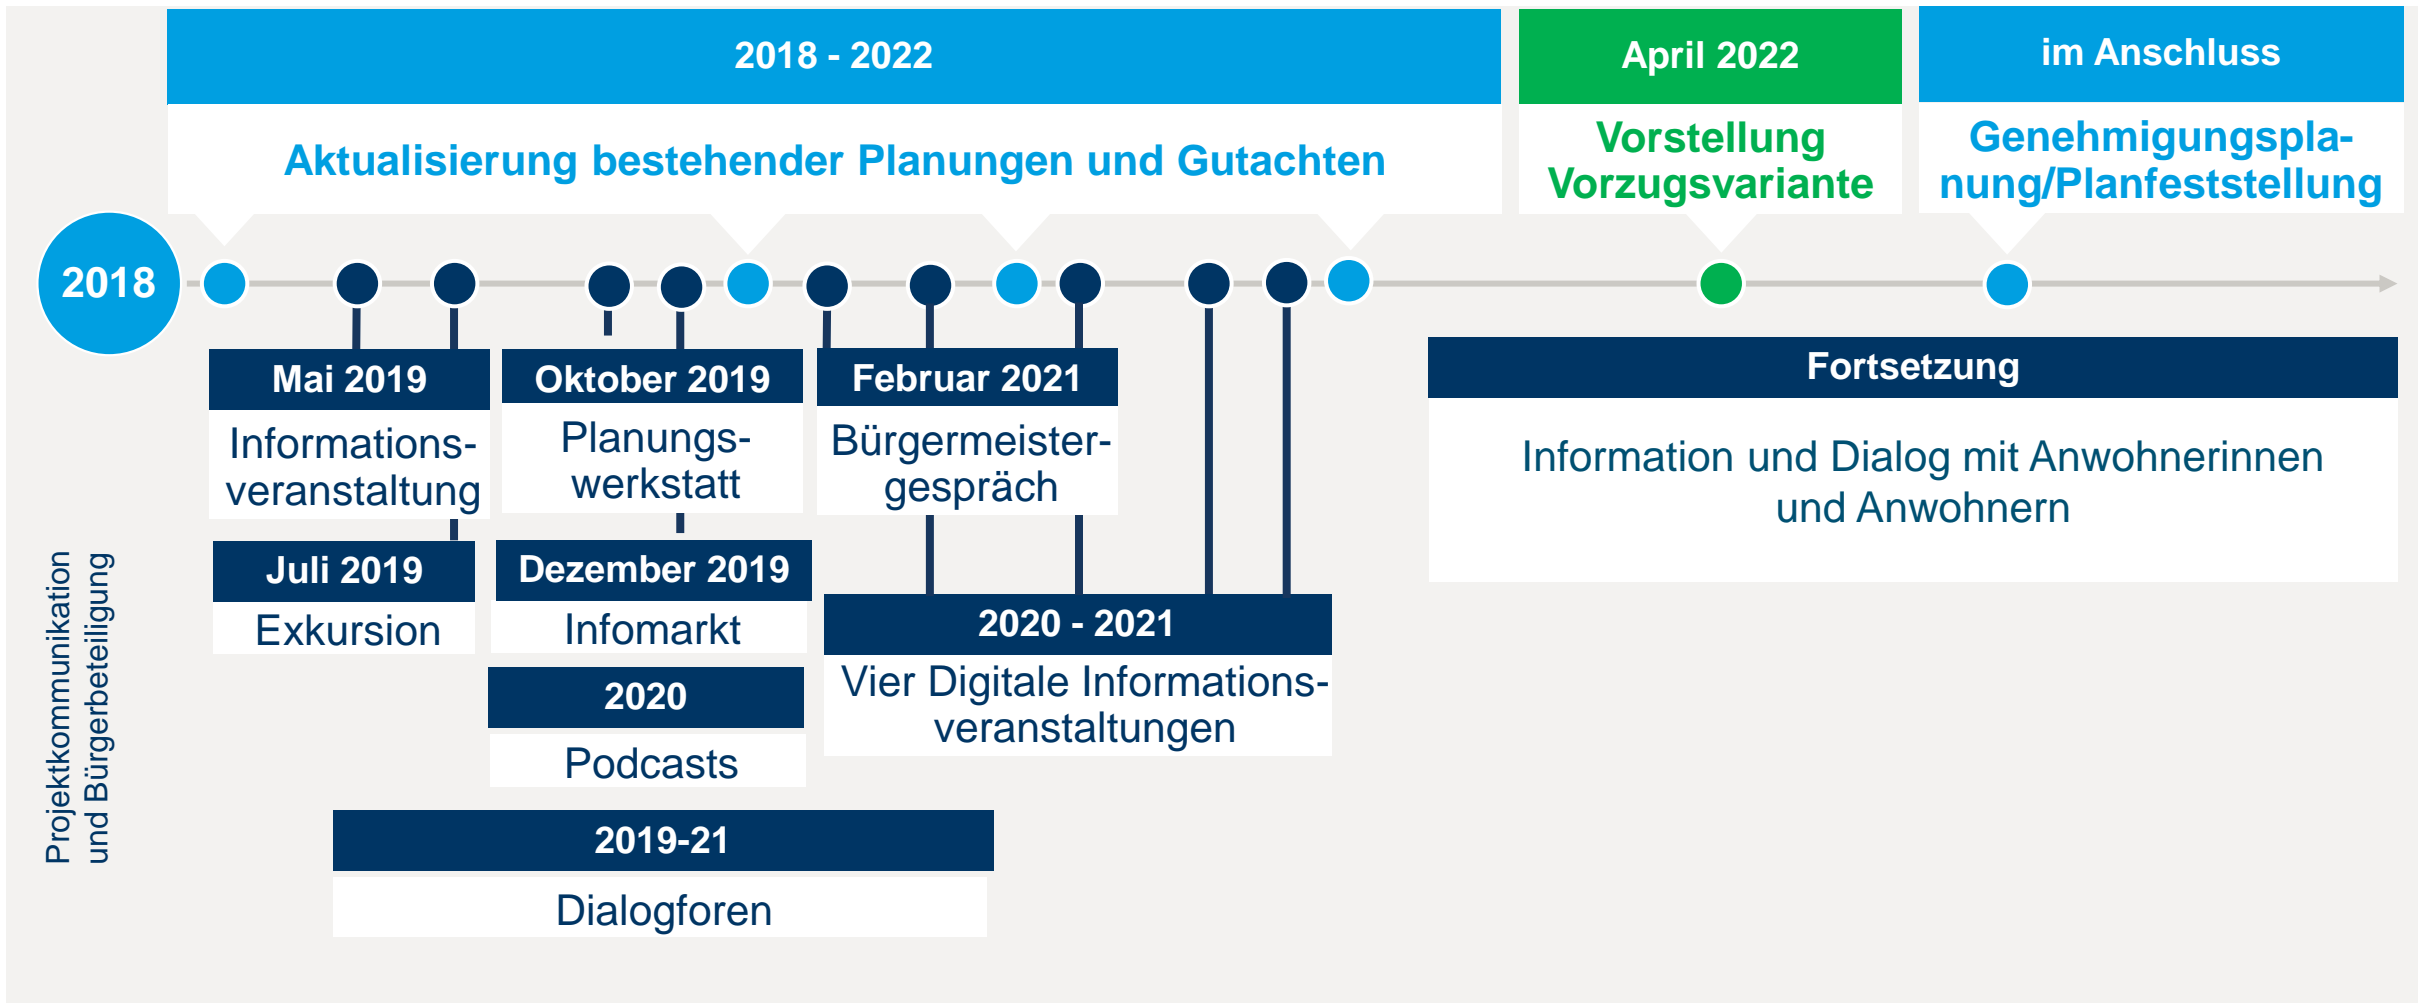 2018 - 2022
Aktualisierung bestehender Planungen und Gutachten
April 2022
Vorstellung
Vorzugsvariante
im Anschluss
Genehmigungspla-
nung/Planfeststellung
2018
Mai 2019
Informations-
veranstaltung
Juli 2019
Exkursion
Oktober 2019
Planungs-
werkstatt
Dezember 2019
Infomarkt
2020
Podcasts
2019-21
Dialogforen
Februar 2021
Bürgermeister-
gespräch
2020 - 2021
Vier Digitale Informations-
veranstaltungen
Fortsetzung
Information und Dialog mit Anwohnerinnen
und Anwohnern
Projektkommunikation
und Bürgerbeteiligung